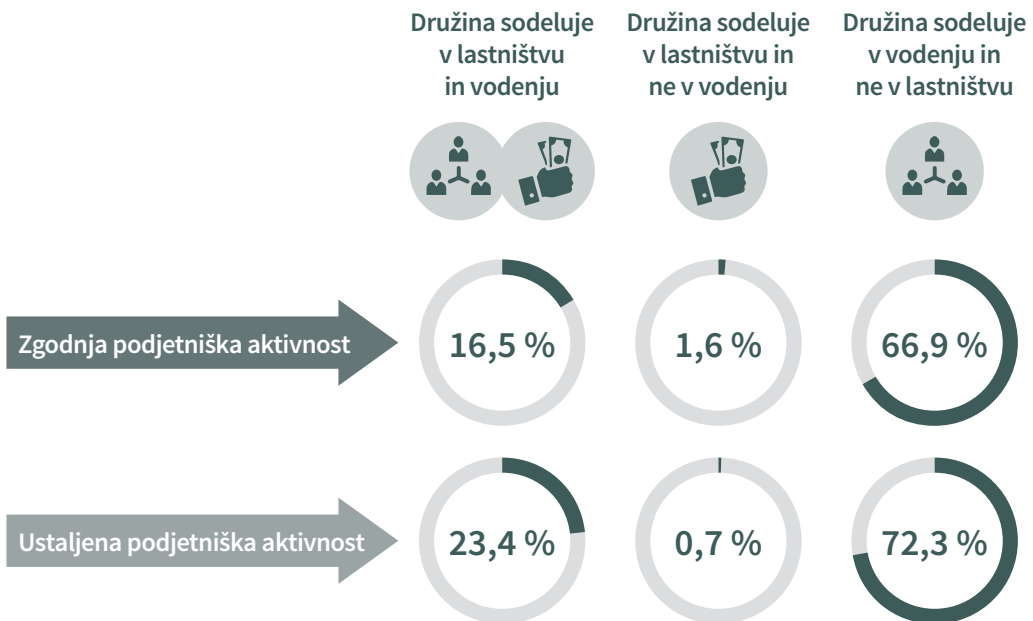 Družina sodeluje
v lastništvu
in vodenju
Družina sodeluje
v lastništvu in
ne v vodenju
Družina sodeluje
v vodenju in
ne v lastništvu
Zgodnja podjetniška aktivnost
16,5 %
1,6 %
66,9 %
Ustaljena podjetniška aktivnost
23,4 %
0,7 %
72,3 %